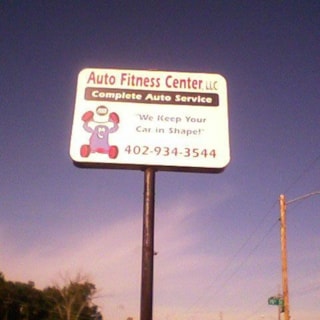 Auto Fitness Center, LLC
Complete Auto Service
"We Keep Your
Car in Shape!"
402-934-3544